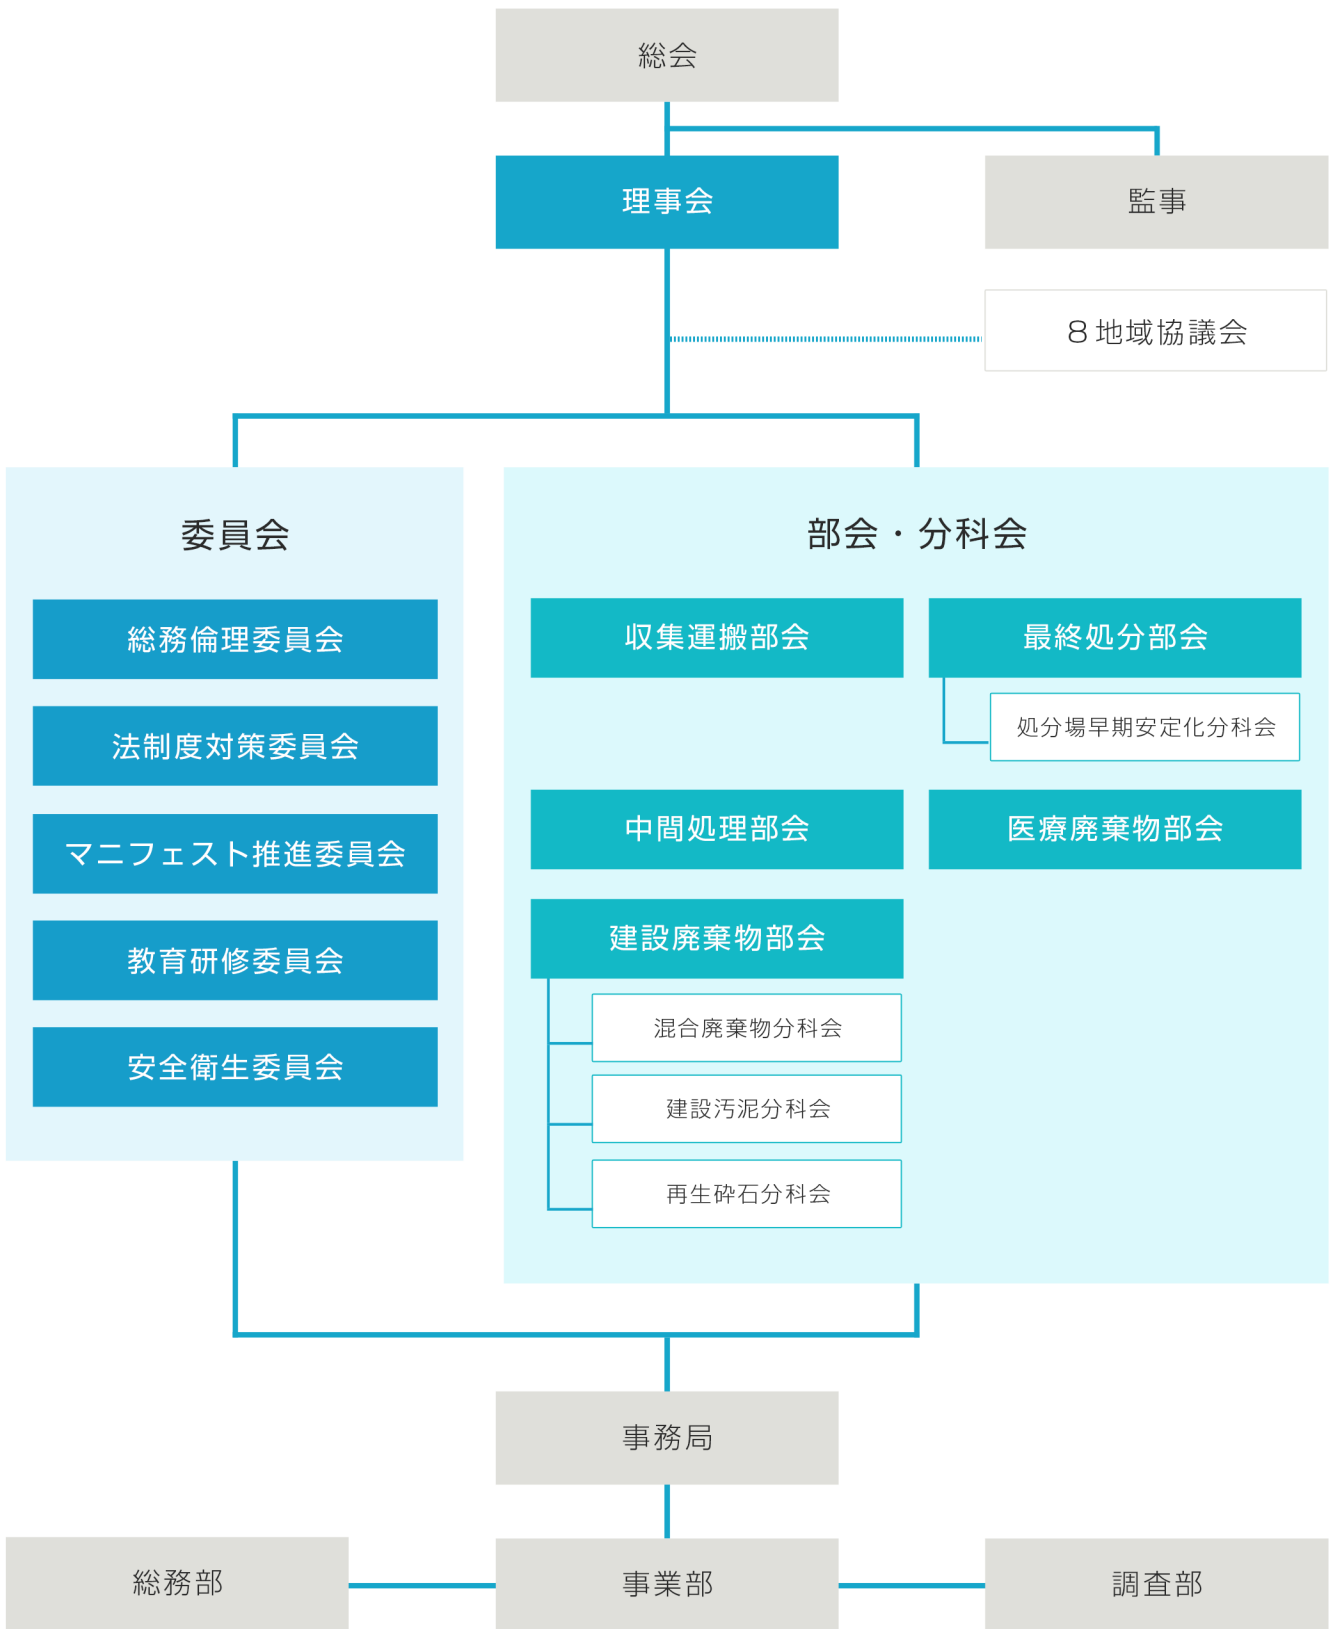 総会
理事会
監事
8 地域協議会
委員会
総務倫理委員会
法制度対策委員会
マニフェスト推進委員会
教育研修委員会
安全衛生委員会
部会・分科会
収集運搬部会
最終処分部会
処分場早期安定化分科会
中間処理部会
医療廃棄物部会
建設廃棄物部会
混合廃棄物分科会
建設汚泥分科会
再生砕石分科会
事務局
総務部
事業部
調査部